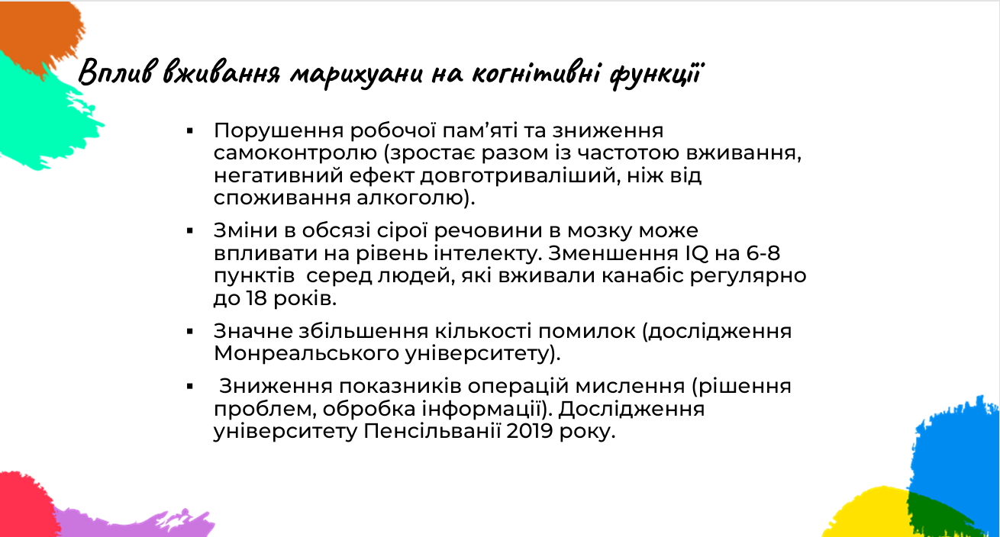 Вплив вживання марихуани на когнітивні функції
▪ Порушення робочої пам’яті та зниження
самоконтролю (зростає разом із частотою вживання,
негативний ефект довготриваліший, ніж від
споживання алкоголю).
▪ Зміни в обсязі сірої речовини в мозку може
впливати на рівень інтелекту. Зменшення IQ на 6-8
пунктів  серед людей, які вживали канабіс регулярно
до 18 років.
▪ Значне збільшення кількості помилок (дослідження
Монреальського університету).
▪  Зниження показників операцій мислення (рішення
проблем, обробка інформації). Дослідження
університету Пенсільванії 2019 року.